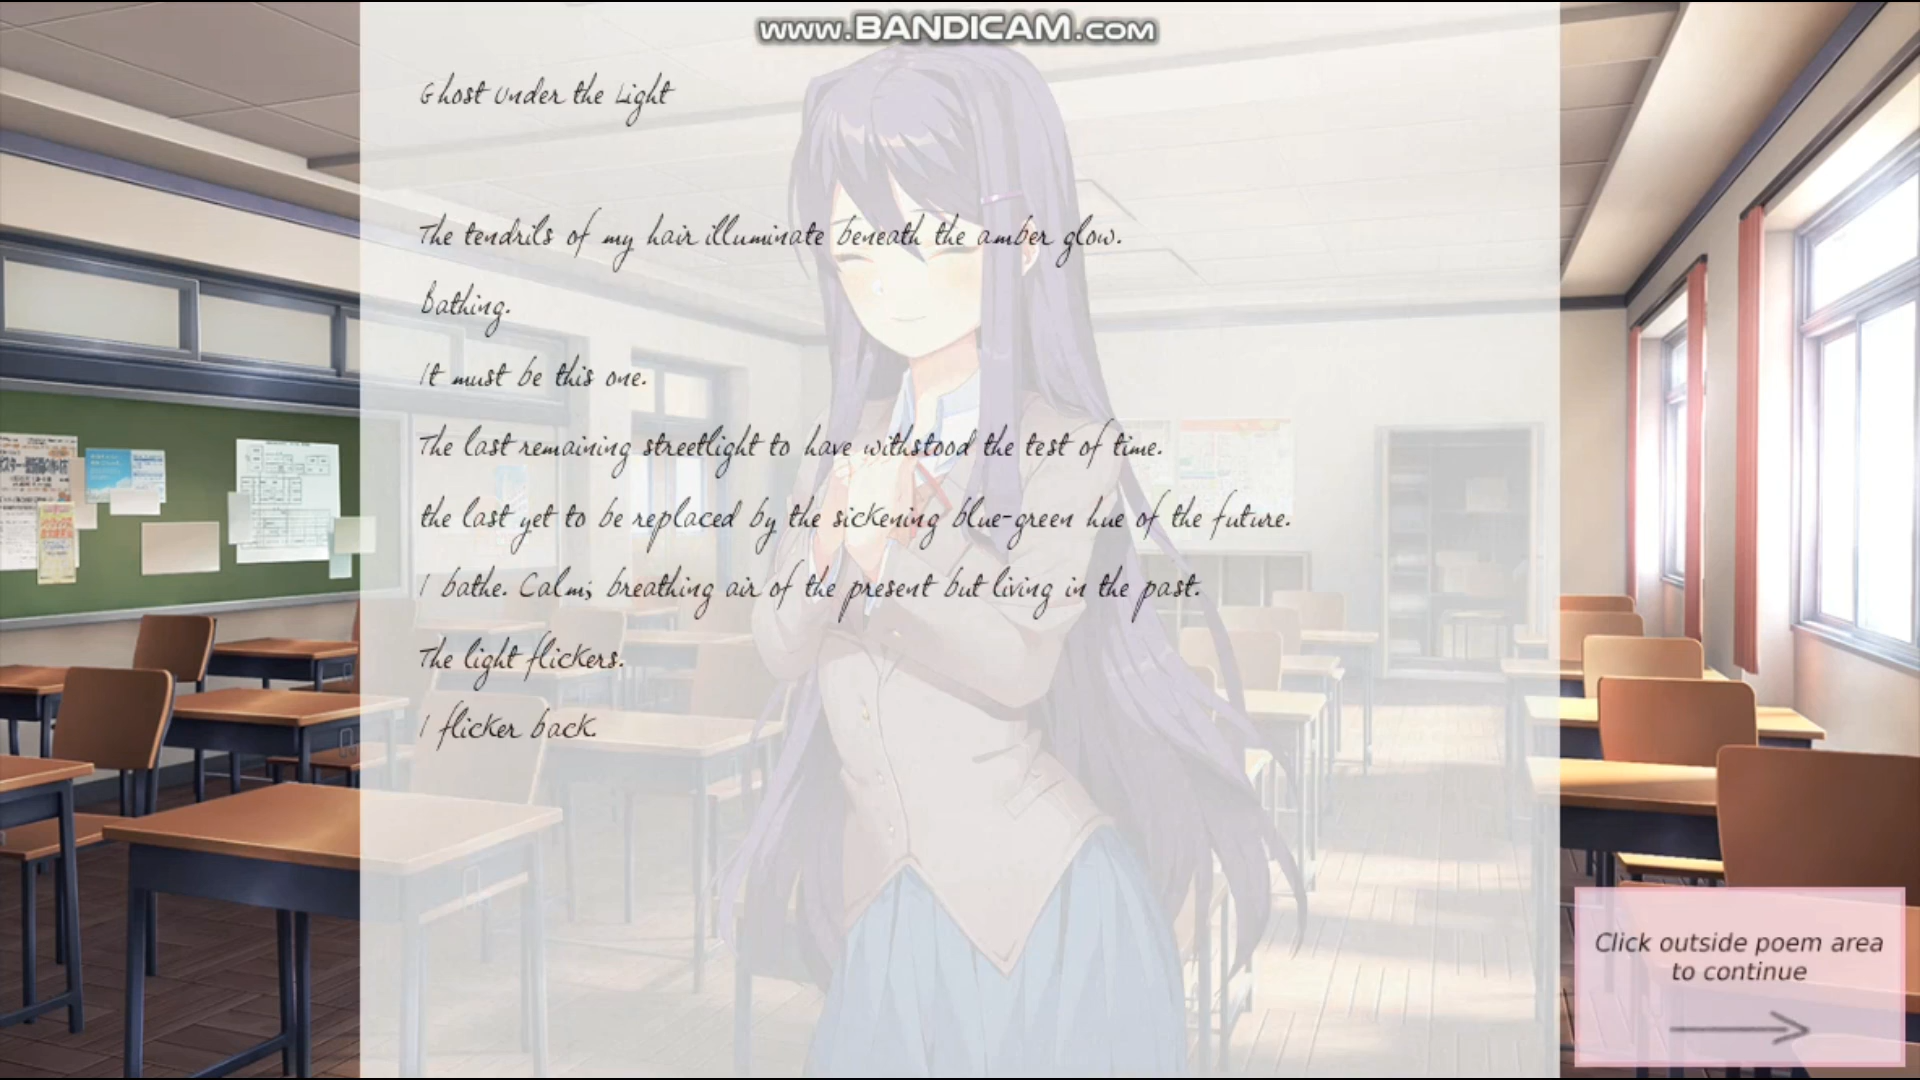 www.BANDICAM.com
Ghost Under the Light
The tendrils of my hair illuminate beneath the amber glow.
Bathing.
It must be this one.
The last remaining streetlight to have withstood the test of time.
the last yet to be replaced by the sickening blue-green hue of the future.
I bathe. Calm; breathing air of the present but living in the past.
The light flickers.
I flicker back.
Click outside poem area
to continue